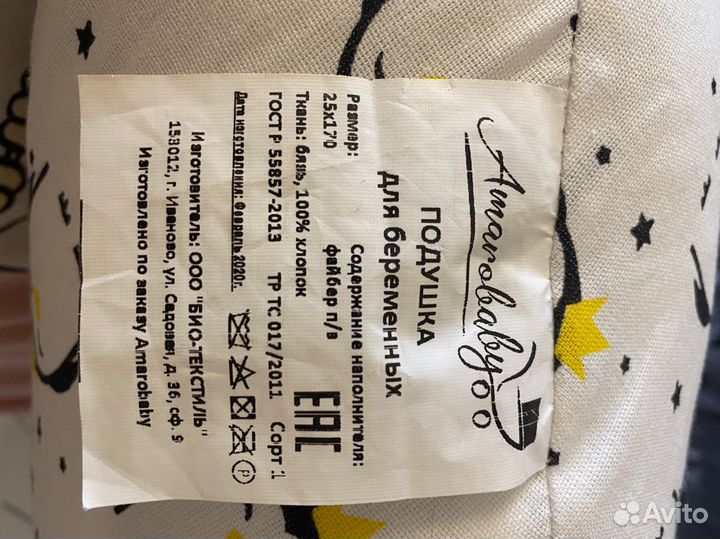 Amarobaby
ПОДУШКА
для беременных
Размер: Содержание наполнителя:
25х170 файбер п/в
Ткань: бязь, 100% хлопок
ГОСТ Р 55857-2013 ТР ТС 017/2011 Сорт :1
EAC
Дата изготовления: Февраль 2020г.
P
Изготовитель: ООО "БИО-ТЕКСТИЛЬ"
153012, г. Иваново, ул. Садовая, д. 36, сф. 9
Изготовлено по заказу Amarobaby
Avito